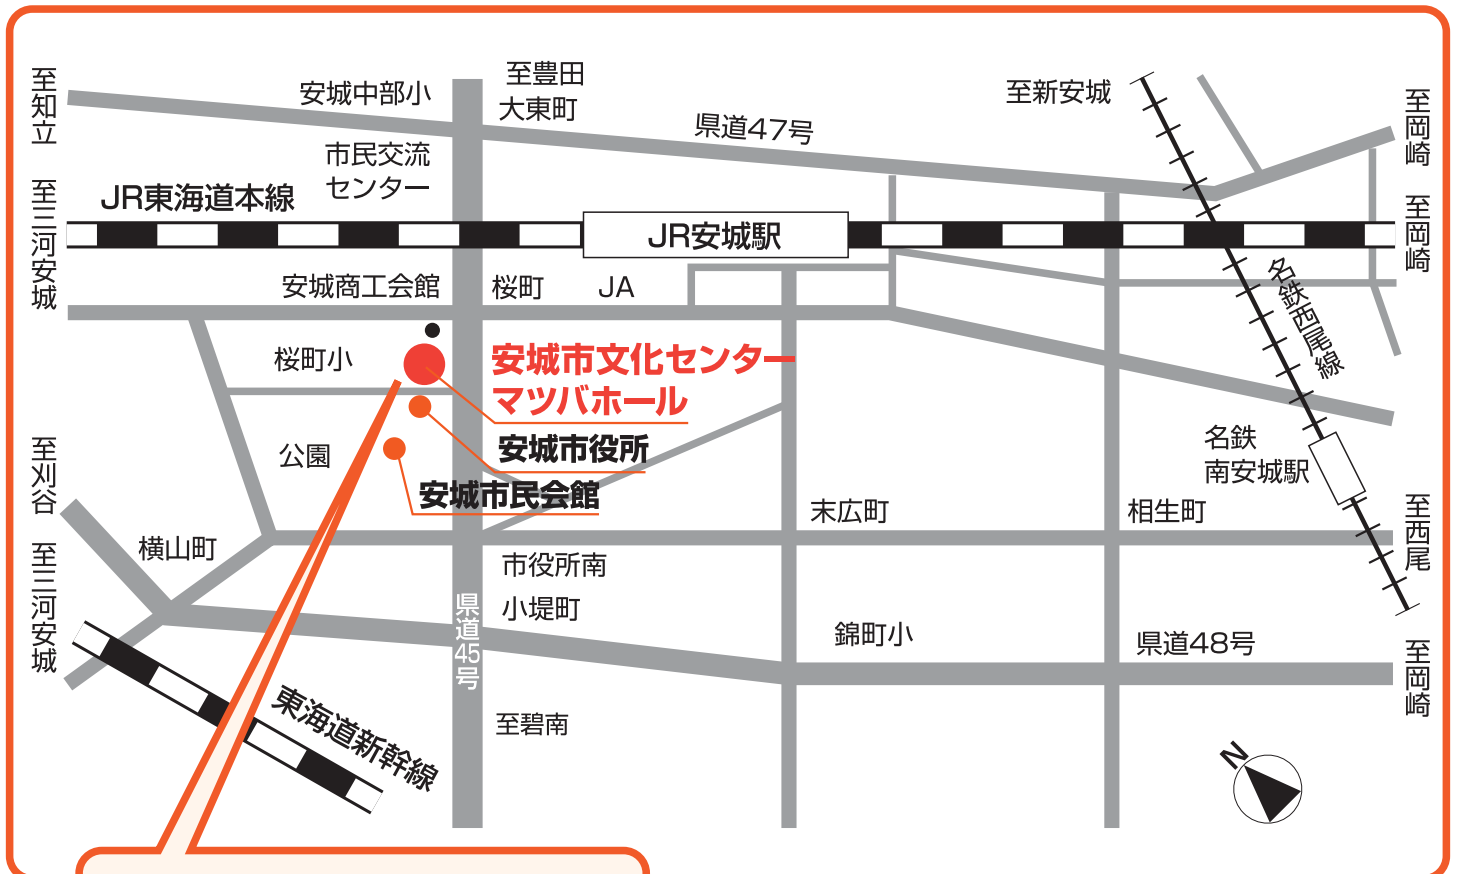 至知立
安城中部小
至豊田
大東町
県道47号
至新安城
至岡崎
市民交流
センター
至三河安城
JR東海道本線
JR安城駅
至岡崎
安城商工会館
桜町
JA
名鉄西尾線
桜町小
安城市文化センター
マツバホール
安城市役所
公園
安城市民会館
至刈谷
名鉄
南安城駅
末広町
相生町
至西尾
横山町
市役所南
小堤町
至三河安城
県道45号
錦町小
県道48号
至岡崎
東海道新幹線
至碧南
N